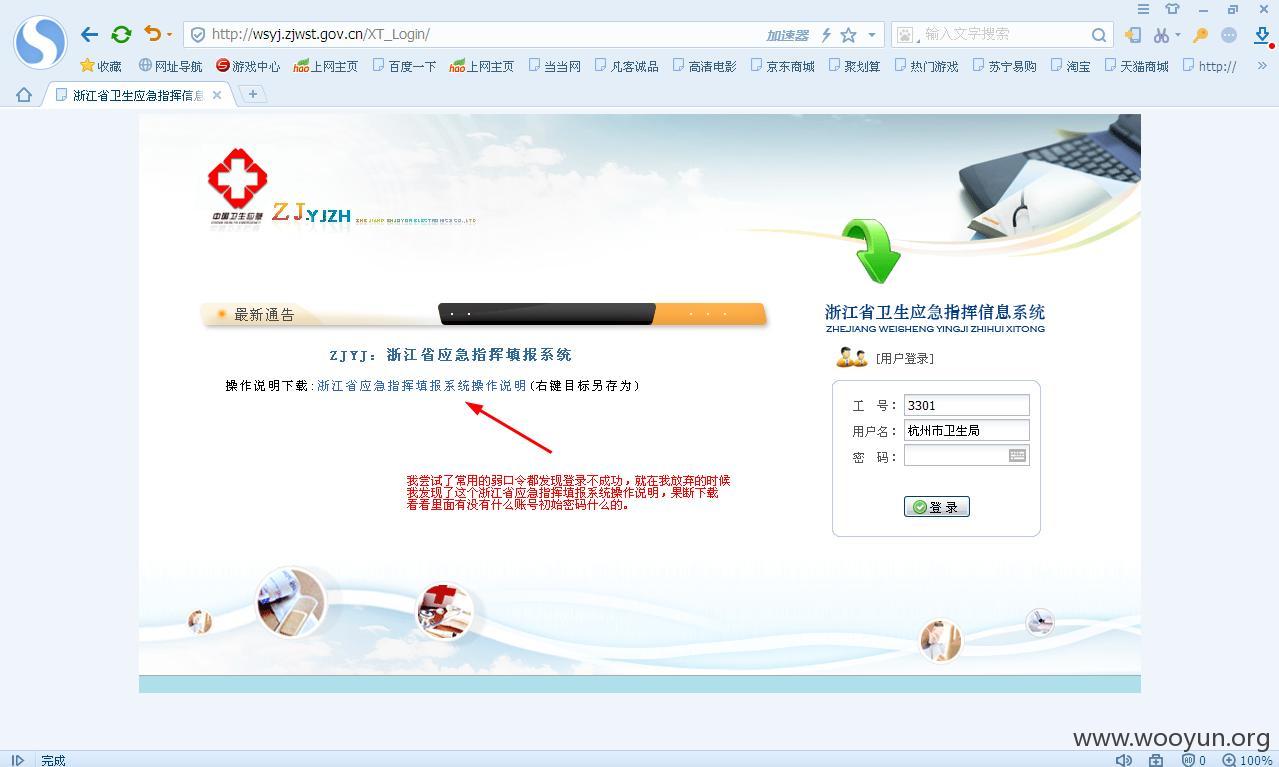 http://wsyj.zjwst.gov.cn/XT_Login/
加速器
输入文字搜索
收藏 网址导航 游戏中心 hao 上网主页 百度一下 hao 上网主页 当当网 凡客诚品 高清电影 京东商城 聚划算 热门游戏 苏宁易购 淘宝 天猫商城 http:// »
浙江省卫生应急指挥信息
中国卫生应急
ZJ.YJZH
最新通告
浙江省卫生应急指挥信息系统
ZHEJIANG WEISHENG YINGJI ZHIHUI XITONG
ZJYJ：浙江省应急指挥填报系统
[用户登录]
操作说明下载:浙江省应急指挥填报系统操作说明(右键目标另存为)
工 号： 3301
用户名： 杭州市卫生局
密 码：
登 录
我尝试了常用的弱口令都发现登录不成功，就在我放弃的时候
我发现了这个浙江省应急指挥填报系统操作说明，果断下载
看看里面有没有什么账号初始密码什么的。
www.wooyun.org
完成
0
100%